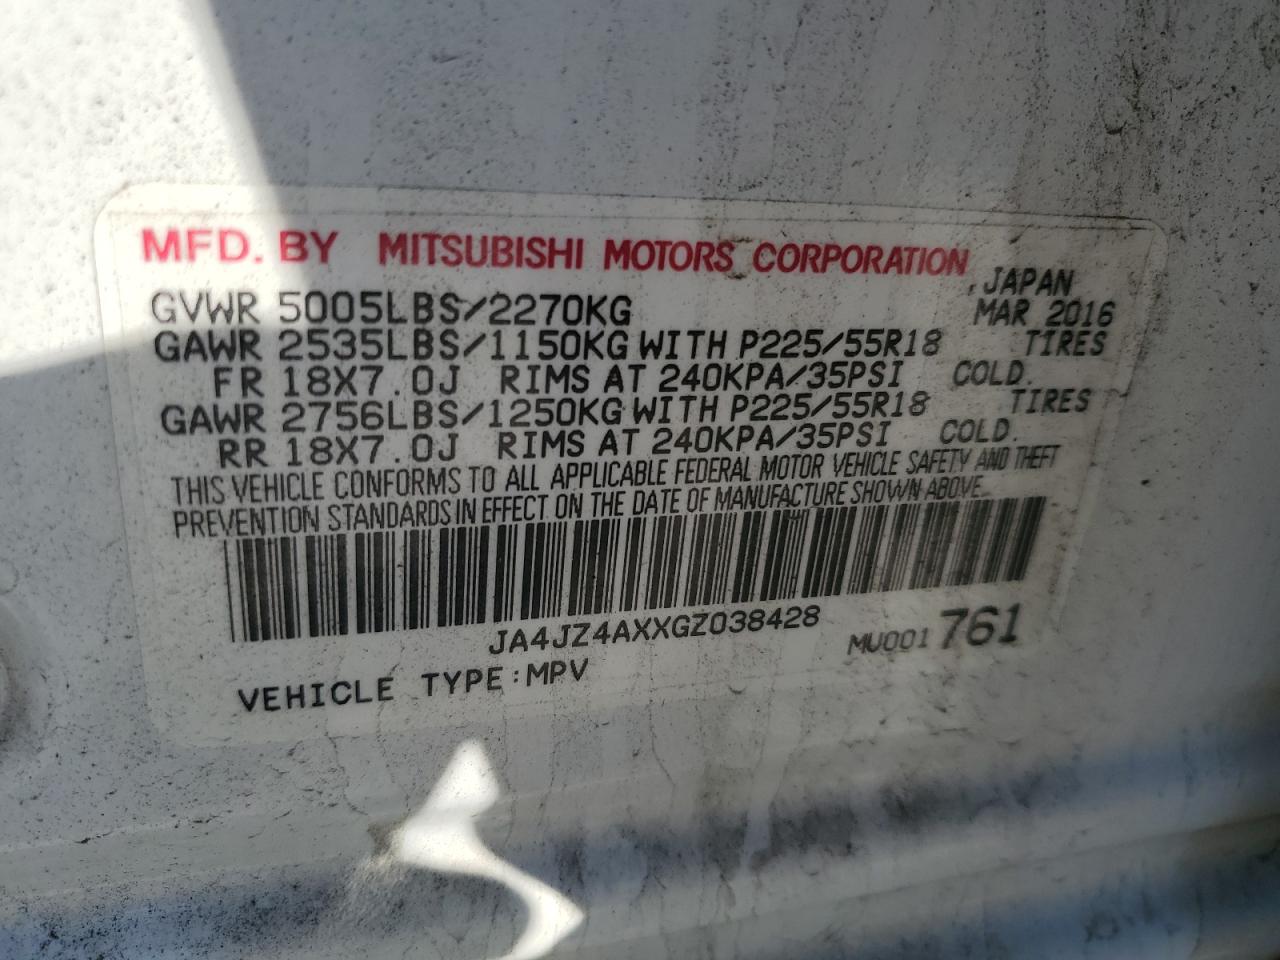 MFD. BY MITSUBISHI MOTORS CORPORATION, JAPAN
GVWR 5005LBS/2270KG MAR 2016
GAWR 2535LBS/1150KG WITH P225/55R18 TIRES
FR 18X7.0J RIMS AT 240KPA/35PSI COLD.
GAWR 2756LBS/1250KG WITH P225/55R18 TIRES
RR 18X7.0J RIMS AT 240KPA/35PSI COLD.
THIS VEHICLE CONFORMS TO ALL APPLICABLE FEDERAL MOTOR VEHICLE SAFETY AND THEFT
PREVENTION STANDARDS IN EFFECT ON THE DATE OF MANUFACTURE SHOWN ABOVE.
JA4JZ4AXXGZ038428 MU001761
VEHICLE TYPE:MPV